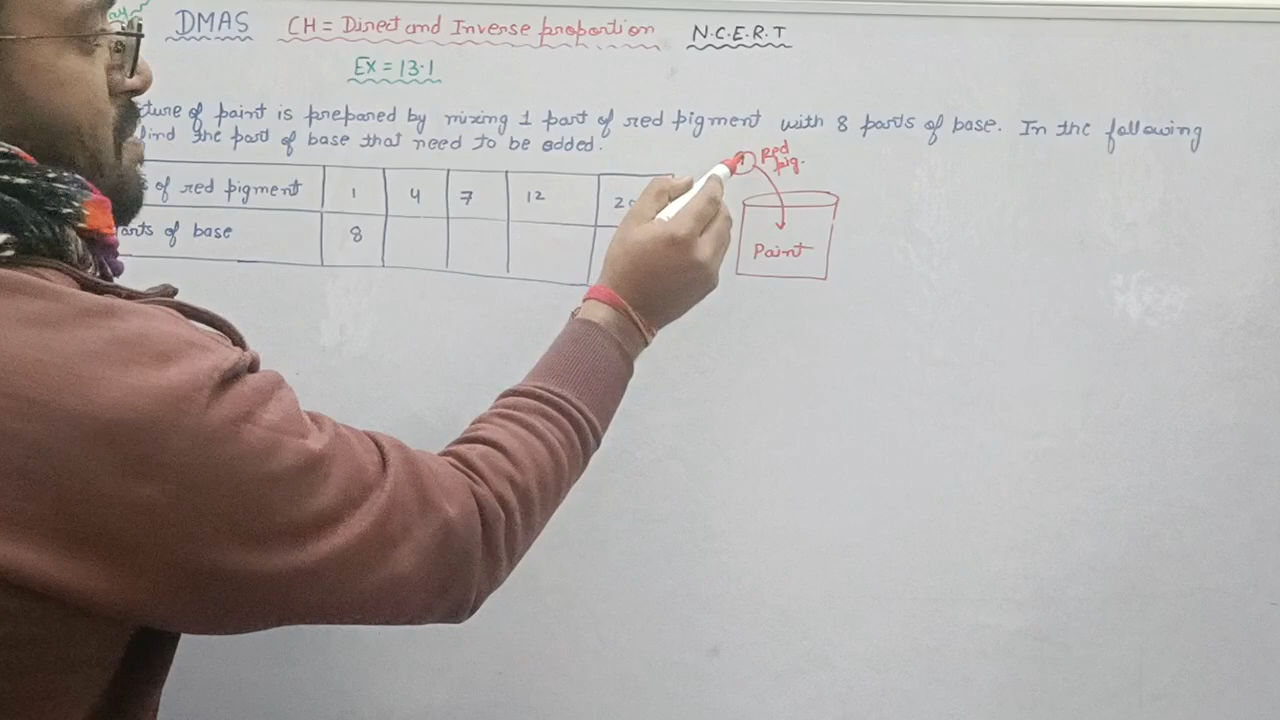 DMAS CH = Direct and Inverse proportion N.C.E.R.T
Ex = 13.1
of paint is prepared by mixing 1 part of red pigment with 8 parts of base. In the following
find the part of base that need to be added.
of red pigment 1 4 7 12
of base 8
Red
pig.
Paint